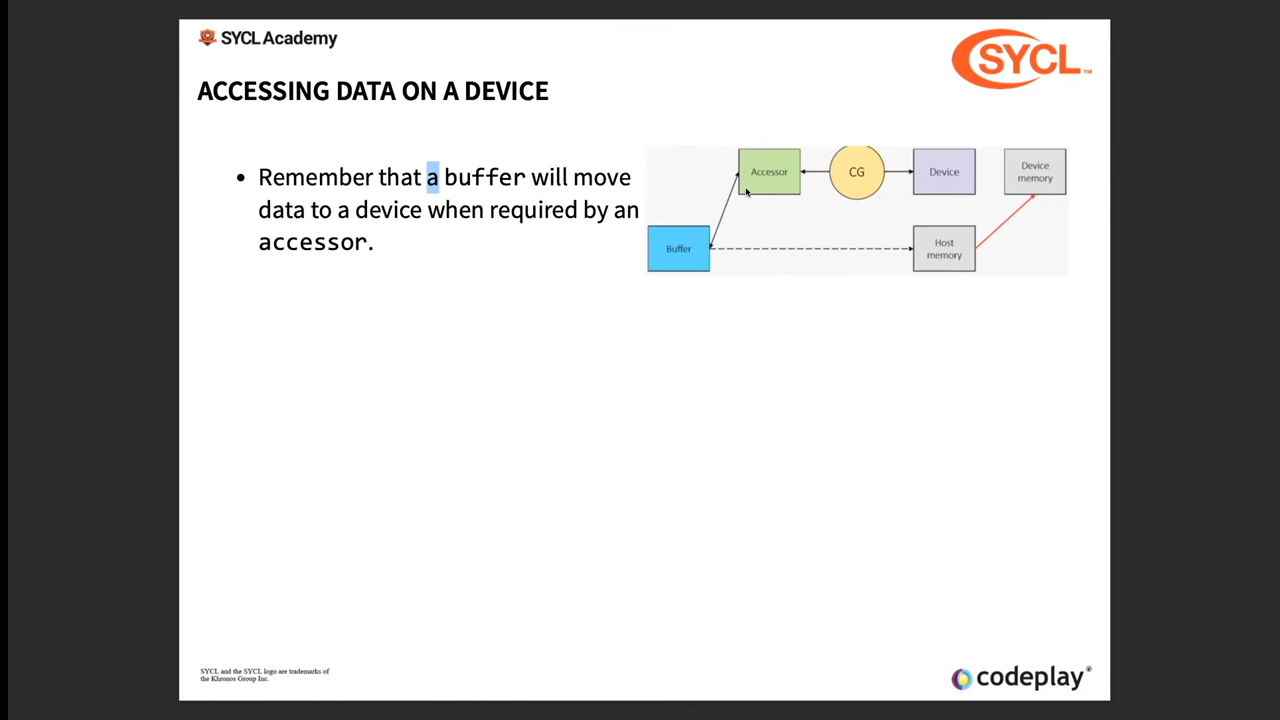 SYCL Academy
SYCL™
ACCESSING DATA ON A DEVICE
• Remember that a buffer will move
data to a device when required by an
accessor.
Accessor
CG
Device
Device
memory
Buffer
Host
memory
SYCL and the SYCL logo are trademarks of
the Khronos Group Inc.
codeplay®